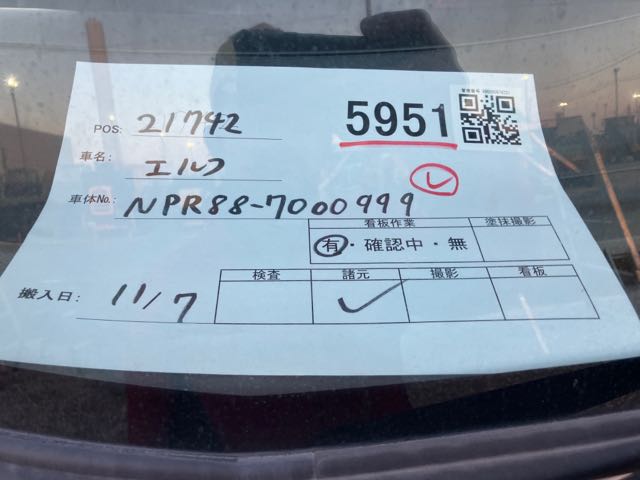 POS: 21742
5951
車名: エルフ
車体No.: NPR88-7000999
看板作業 塗抹撮影
有・確認中・無
搬入日: 11/7
検査 諸元 撮影 看板